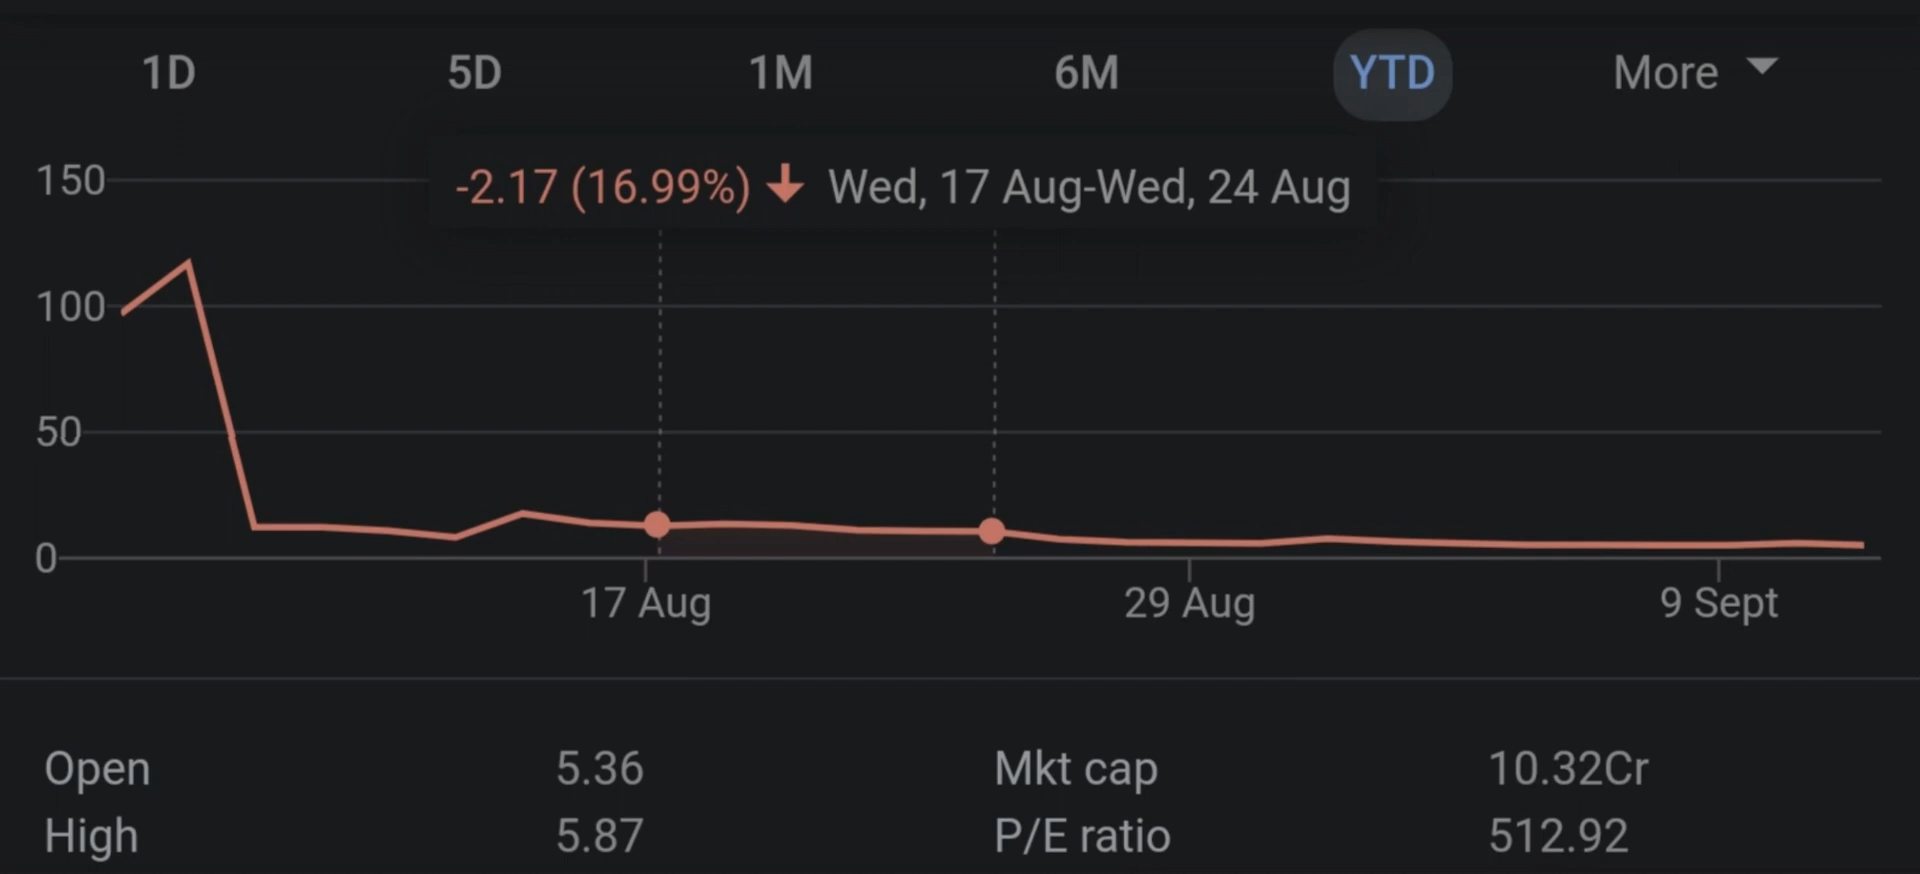 1D 5D 1M 6M YTD More
-2.17 (16.99%) Wed, 17 Aug-Wed, 24 Aug
150
100
50
0
17 Aug 29 Aug 9 Sept
Open 5.36 Mkt cap 10.32Cr
High 5.87 P/E ratio 512.92